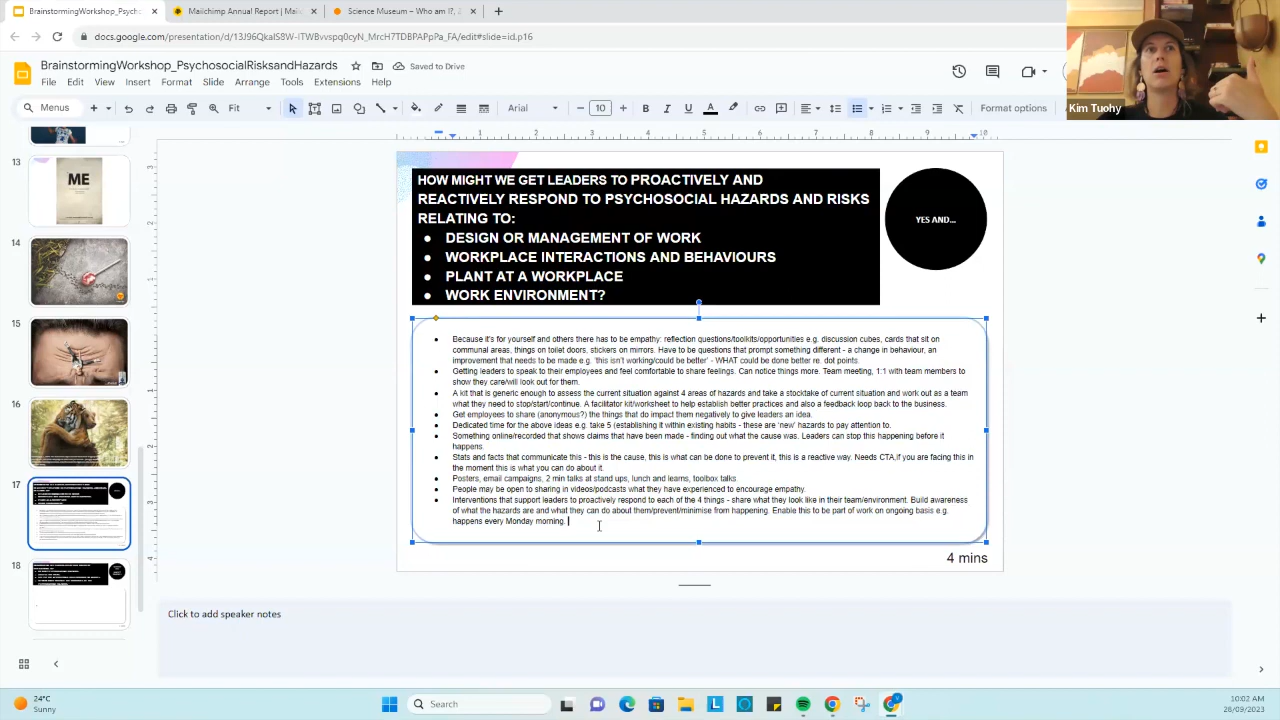 BrainstormingWorkshop_Psych:
Mailchimp Annual Report | Mail
Science Museum – Who am I?, 2
docs.google.com/presentation/d/13J96QkaIS8W-ITWBvvspq0cyN_MrcH7TDBPAPpPa_FA/edit#slide=id.p16
BrainstormingWorkshop_PsychosocialRisksandHazards
Saved to Drive
File Edit View Insert Format Slide Arrange Tools Extensions Help
Menus
Fit
Arial
10
B I U A
Format options
Kim Tuohy
1 2 3 4 5 6 7 8 9 10
13
ME
14
15
16
17
18
HOW MIGHT WE GET LEADERS TO PROACTIVELY AND
REACTIVELY RESPOND TO PSYCHOSOCIAL HAZARDS AND RISKS
RELATING TO:
● DESIGN OR MANAGEMENT OF WORK
● WORKPLACE INTERACTIONS AND BEHAVIOURS
● PLANT AT A WORKPLACE
● WORK ENVIRONMENT?
YES AND...
● Because it's for yourself and others there has to be empathy: reflection questions/toolkits/opportunities e.g. discussion cubes, cards that sit on
communal areas, things on toilet doors, stickers on mirrors. Have to be questions that prompt something different - a change in behaviour, an
improvement that needs to be made e.g. 'this isn't working/could be better' - WHAT could be done better re. dot points.
● Getting leaders to speak to their employees and feel comfortable to share feelings. Can notice things more. Team meeting, 1:1 with team members to
show they care/will look out for them.
● A kit that is generic enough to assess the current situation against 4 areas of hazards and take a stocktake of current situation and work out as a team
what they need to stop/start/continue. A facilitator kit/worksheet to help establish better practices and also a feedback loop back to the business.
● Get employees to share (anonymous?) the things that do impact them negatively to give leaders an idea.
● Dedicated time for the above ideas e.g. take 5 (establishing it within existing habits - these are 'new' hazards to pay attention to.
● Something online/recorded that shows claims that have been made - finding out what the cause was. Leaders can stop this happening before it
happens.
● Stats and facts that communicate this - this is the cause, this is what can be done to prevent it, this is a reactive way. Needs CTA,if you are facing this in
the moment this is what you can do about it.
● Posters, email campaigns, 2 min talks at stand ups, lunch and learns, toolbox talks
● People may be open to sharing in videos/podcasts what they have experienced to evoke empathy.
● Interventions that support leaders to proactively respond to each of the 4 things - share what they look like in their team/environment. Build awareness
of what the hazards are and what they can do about them/prevent/minimise from happening. Enable this to be part of work on ongoing basis e.g.
happens every Monday morning.
4 mins
Click to add speaker notes
24°C
Sunny
Search
10:02 AM
26/09/2023